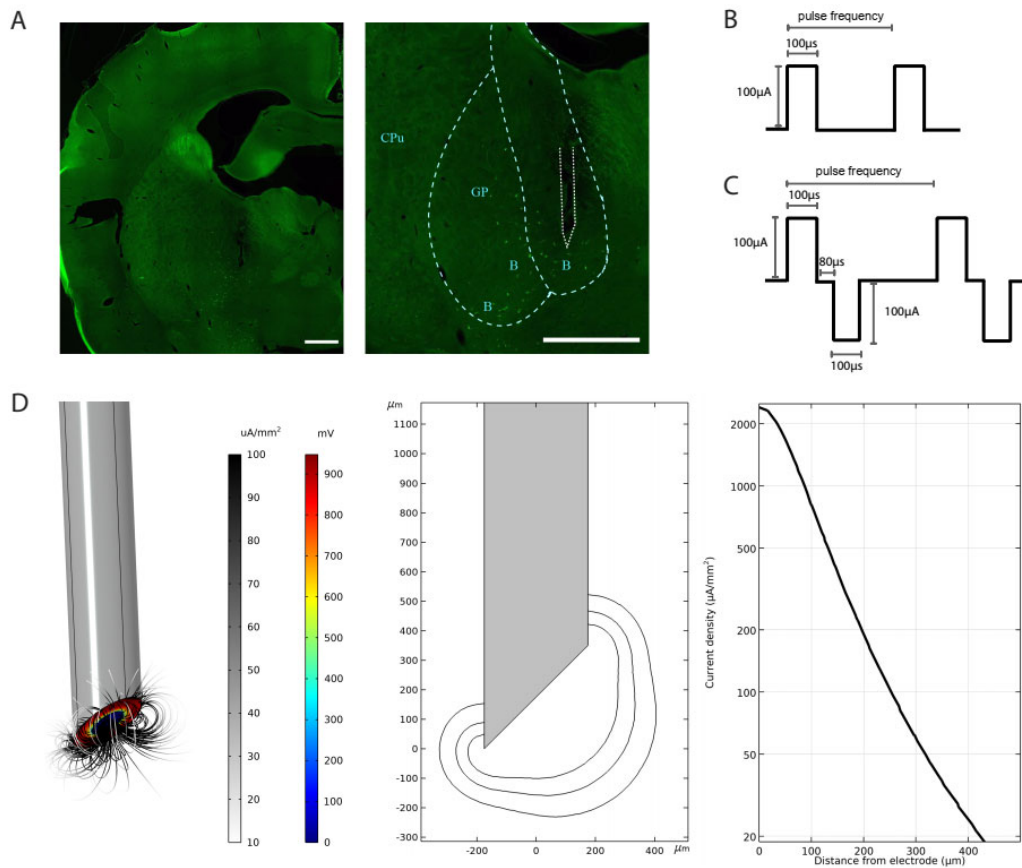 A
CPu
GP
B
B
B
B
pulse frequency
100µs
100µA
C
pulse frequency
100µs
100µA
80µs
100µA
100µs
D
uA/mm²
100
90
80
70
60
50
40
30
20
10
mV
900
800
700
600
500
400
300
200
100
0
µm
1100
1000
900
800
700
600
500
400
300
200
100
0
-100
-200
-300
-200
0
200
400
µm
Current density (µA/mm²)
2000
1000
500
200
100
50
20
0
100
200
300
400
Distance from electrode (µm)